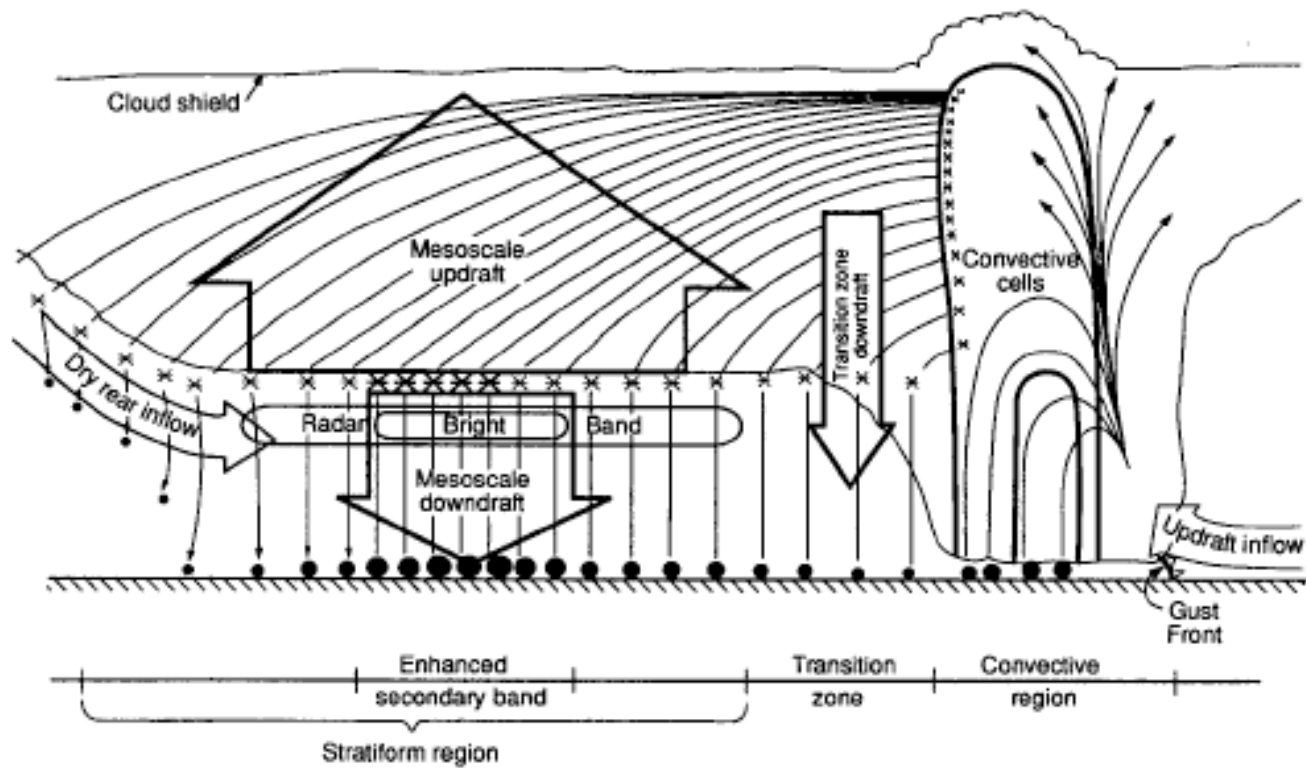 Cloud shield
Mesoscale
updraft
Transition zone
downdraft
Convective
cells
Dry rear inflow
Radar Bright Band
Mesoscale
downdraft
Updraft inflow
Gust
Front
Enhanced
secondary band
Transition
zone
Convective
region
Stratiform region